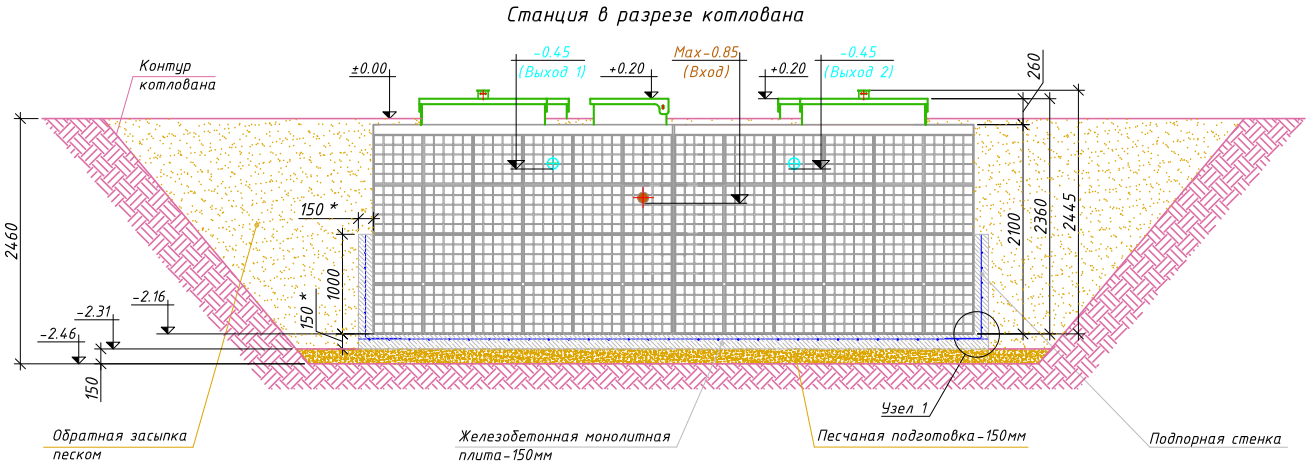 Станция в разрезе котлована
Контур
котлована
±0.00
-0.45
(Выход 1)
+0.20
Max-0.85
(Вход)
+0.20
-0.45
(Выход 2)
260
2460
150 *
1000
150 *
2100
2360
2445
-2.16
-2.31
-2.46
150
Узел 1
Обратная засыпка
песком
Железобетонная монолитная
плита-150мм
Песчаная подготовка-150мм
Подпорная стенка